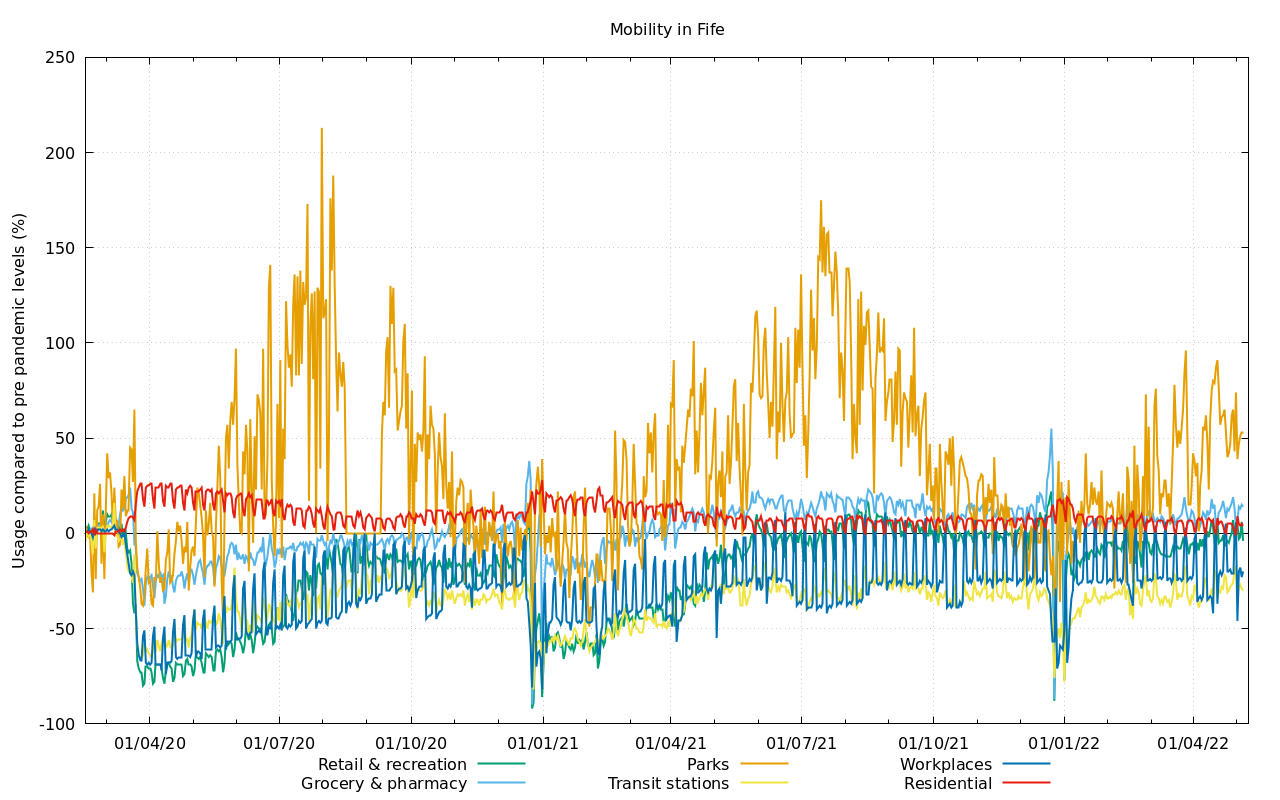 Mobility in Fife
Usage compared to pre pandemic levels (%)
250
200
150
100
50
0
-50
-100
01/04/20 01/07/20 01/10/20 01/01/21 01/04/21 01/07/21 01/10/21 01/01/22 01/04/22
Retail & recreation Parks Workplaces
Grocery & pharmacy Transit stations Residential